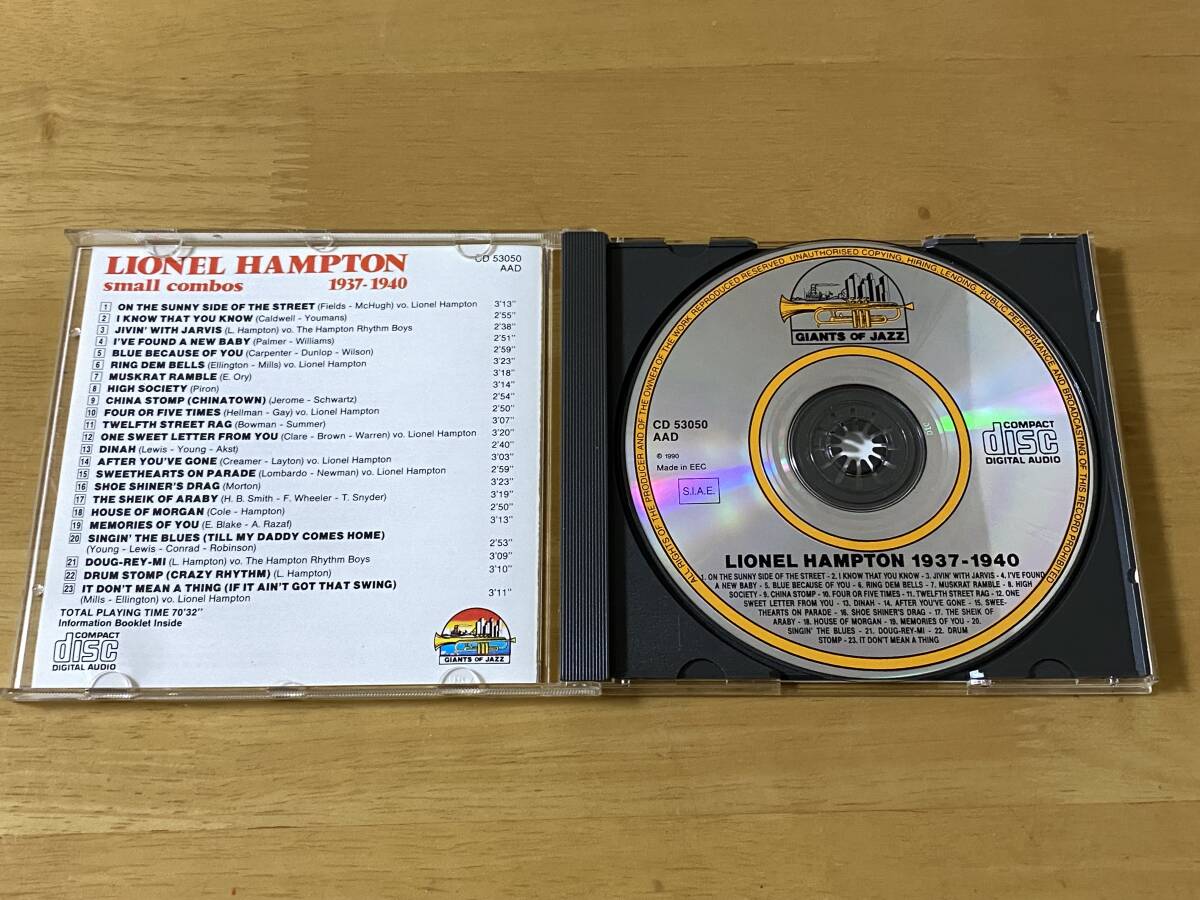 LIONEL HAMPTON
small combos 1937-1940
CD 53050
AAD
1 ON THE SUNNY SIDE OF THE STREET (Fields - McHugh) vo. Lionel Hampton 3'13"
2 I KNOW THAT YOU KNOW (Caldwell - Youmans) 2'55"
3 JIVIN' WITH JARVIS (L. Hampton) vo. The Hampton Rhythm Boys 2'38"
4 I'VE FOUND A NEW BABY (Palmer - Williams) 2'51"
5 BLUE BECAUSE OF YOU (Carpenter - Dunlop - Wilson) 2'59"
6 RING DEM BELLS (Ellington - Mills) vo. Lionel Hampton 3'23"
7 MUSKRAT RAMBLE (E. Ory) 3'18"
8 HIGH SOCIETY (Piron) 3'14"
9 CHINA STOMP (CHINATOWN) (Jerome - Schwartz) 2'54"
10 FOUR OR FIVE TIMES (Hellman - Gay) vo. Lionel Hampton 2'50"
11 TWELFTH STREET RAG (Bowman - Summer) 3'07"
12 ONE SWEET LETTER FROM YOU (Clare - Brown - Warren) vo. Lionel Hampton 3'20"
13 DINAH (Lewis - Young - Akst) 2'40"
14 AFTER YOU'VE GONE (Creamer - Layton) vo. Lionel Hampton 3'03"
15 SWEETHEARTS ON PARADE (Lombardo - Newman) vo. Lionel Hampton 2'59"
16 SHOE SHINER'S DRAG (Morton) 3'23"
17 THE SHEIK OF ARABY (H. B. Smith - F. Wheeler - T. Snyder) 3'19"
18 HOUSE OF MORGAN (Cole - Hampton) 2'50"
19 MEMORIES OF YOU (E. Blake - A. Razaf) 3'13"
20 SINGIN' THE BLUES (TILL MY DADDY COMES HOME)
(Young - Lewis - Conrad - Robinson) 2'53"
21 DOUG-REY-MI (L. Hampton) vo. The Hampton Rhythm Boys 3'09"
22 DRUM STOMP (CRAZY RHYTHM) (L. Hampton) 3'10"
23 IT DON'T MEAN A THING (IF IT AIN'T GOT THAT SWING)
(Mills - Ellington) vo. Lionel Hampton 3'11"
TOTAL PLAYING TIME 70'32"
Information Booklet Inside
COMPACT
disc
DIGITAL AUDIO
GIANTS OF JAZZ
ALL RIGHTS OF THE PRODUCER AND OF THE OWNER OF THE WORK REPRODUCED RESERVED. UNAUTHORISED COPYING, HIRING, LENDING, PUBLIC PERFORMANCE AND BROADCASTING OF THIS RECORD PROHIBITED
GIANTS OF JAZZ
CD 53050
AAD
℗ 1990
Made in EEC
S.I.A.E.
COMPACT
disc
DIGITAL AUDIO
LIONEL HAMPTON 1937-1940
1. ON THE SUNNY SIDE OF THE STREET - 2. I KNOW THAT YOU KNOW - 3. JIVIN' WITH JARVIS - 4. I'VE FOUND
A NEW BABY - 5. BLUE BECAUSE OF YOU - 6. RING DEM BELLS - 7. MUSKRAT RAMBLE - 8. HIGH
SOCIETY - 9. CHINA STOMP - 10. FOUR OR FIVE TIMES - 11. TWELFTH STREET RAG - 12. ONE
SWEET LETTER FROM YOU - 13. DINAH - 14. AFTER YOU'VE GONE - 15. SWEE-
THEARTS ON PARADE - 16. SHOE SHINER'S DRAG - 17. THE SHEIK OF
ARABY - 18. HOUSE OF MORGAN - 19. MEMORIES OF YOU - 20.
SINGIN' THE BLUES - 21. DOUG-REY-MI - 22. DRUM
STOMP - 23. IT DON'T MEAN A THING